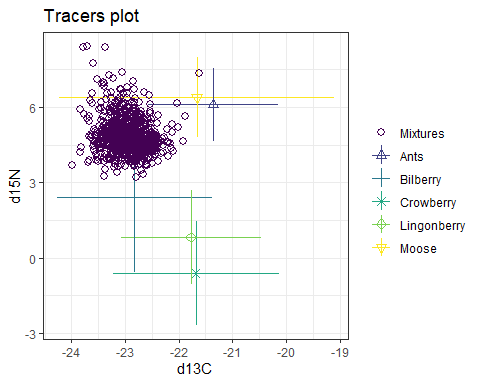 Tracers plot
d15N
6
3
0
-3
-24
-23
-22
-21
-20
-19
d13C
Mixtures
Ants
Bilberry
Crowberry
Lingonberry
Moose